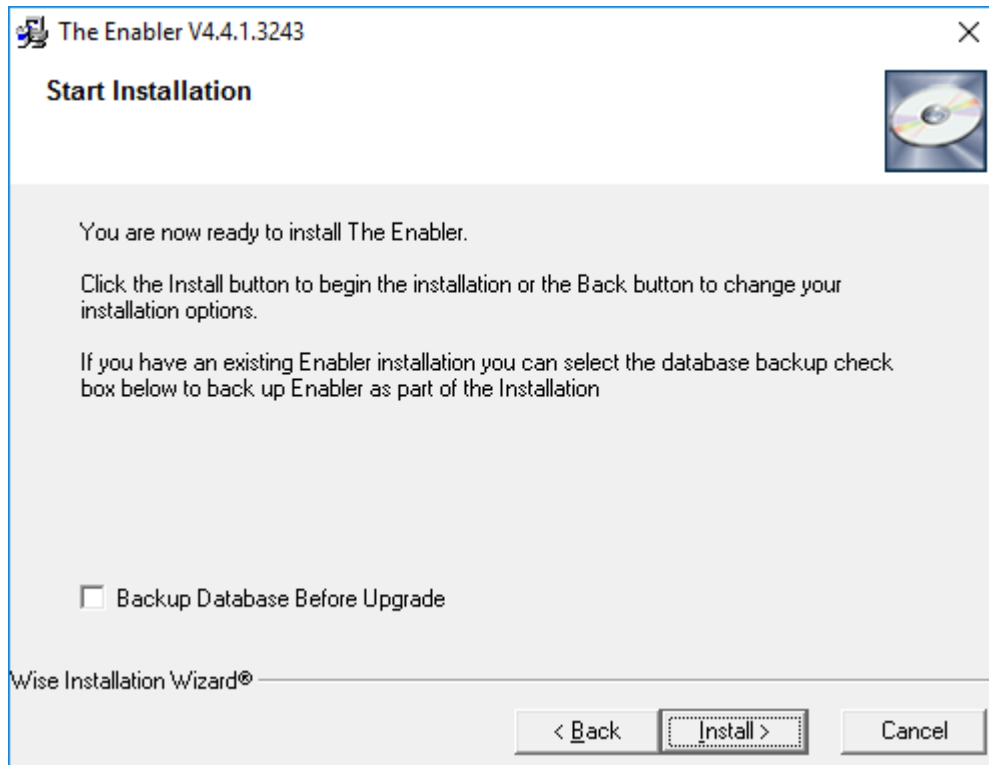 The Enabler V4.4.1.3243
Start Installation
You are now ready to install The Enabler.
Click the Install button to begin the installation or the Back button to change your
installation options.
If you have an existing Enabler installation you can select the database backup check
box below to back up Enabler as part of the Installation
Backup Database Before Upgrade
Wise Installation Wizard®
< Back
Install >
Cancel